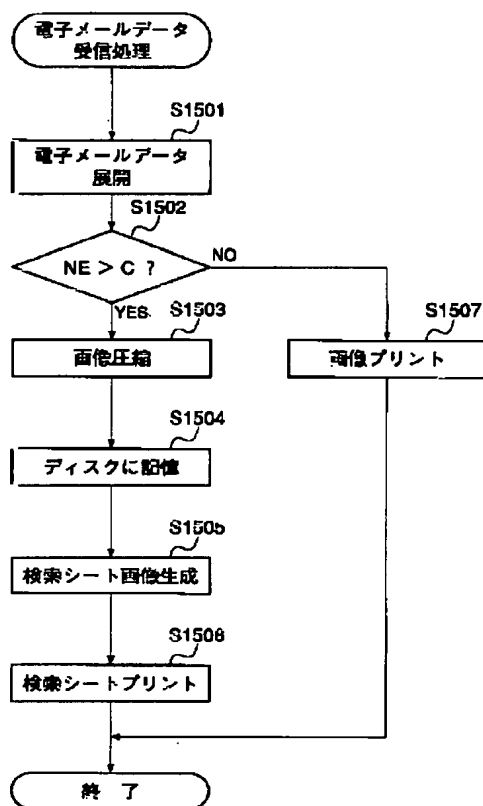 電子メールデータ
受信処理
S1501
電子メールデータ
展開
S1502
NE > C ?
NO
YES
S1503
画像圧縮
S1507
画像プリント
S1504
ディスクに記憶
S1505
検索シート画像生成
S1506
検索シートプリント
終 了